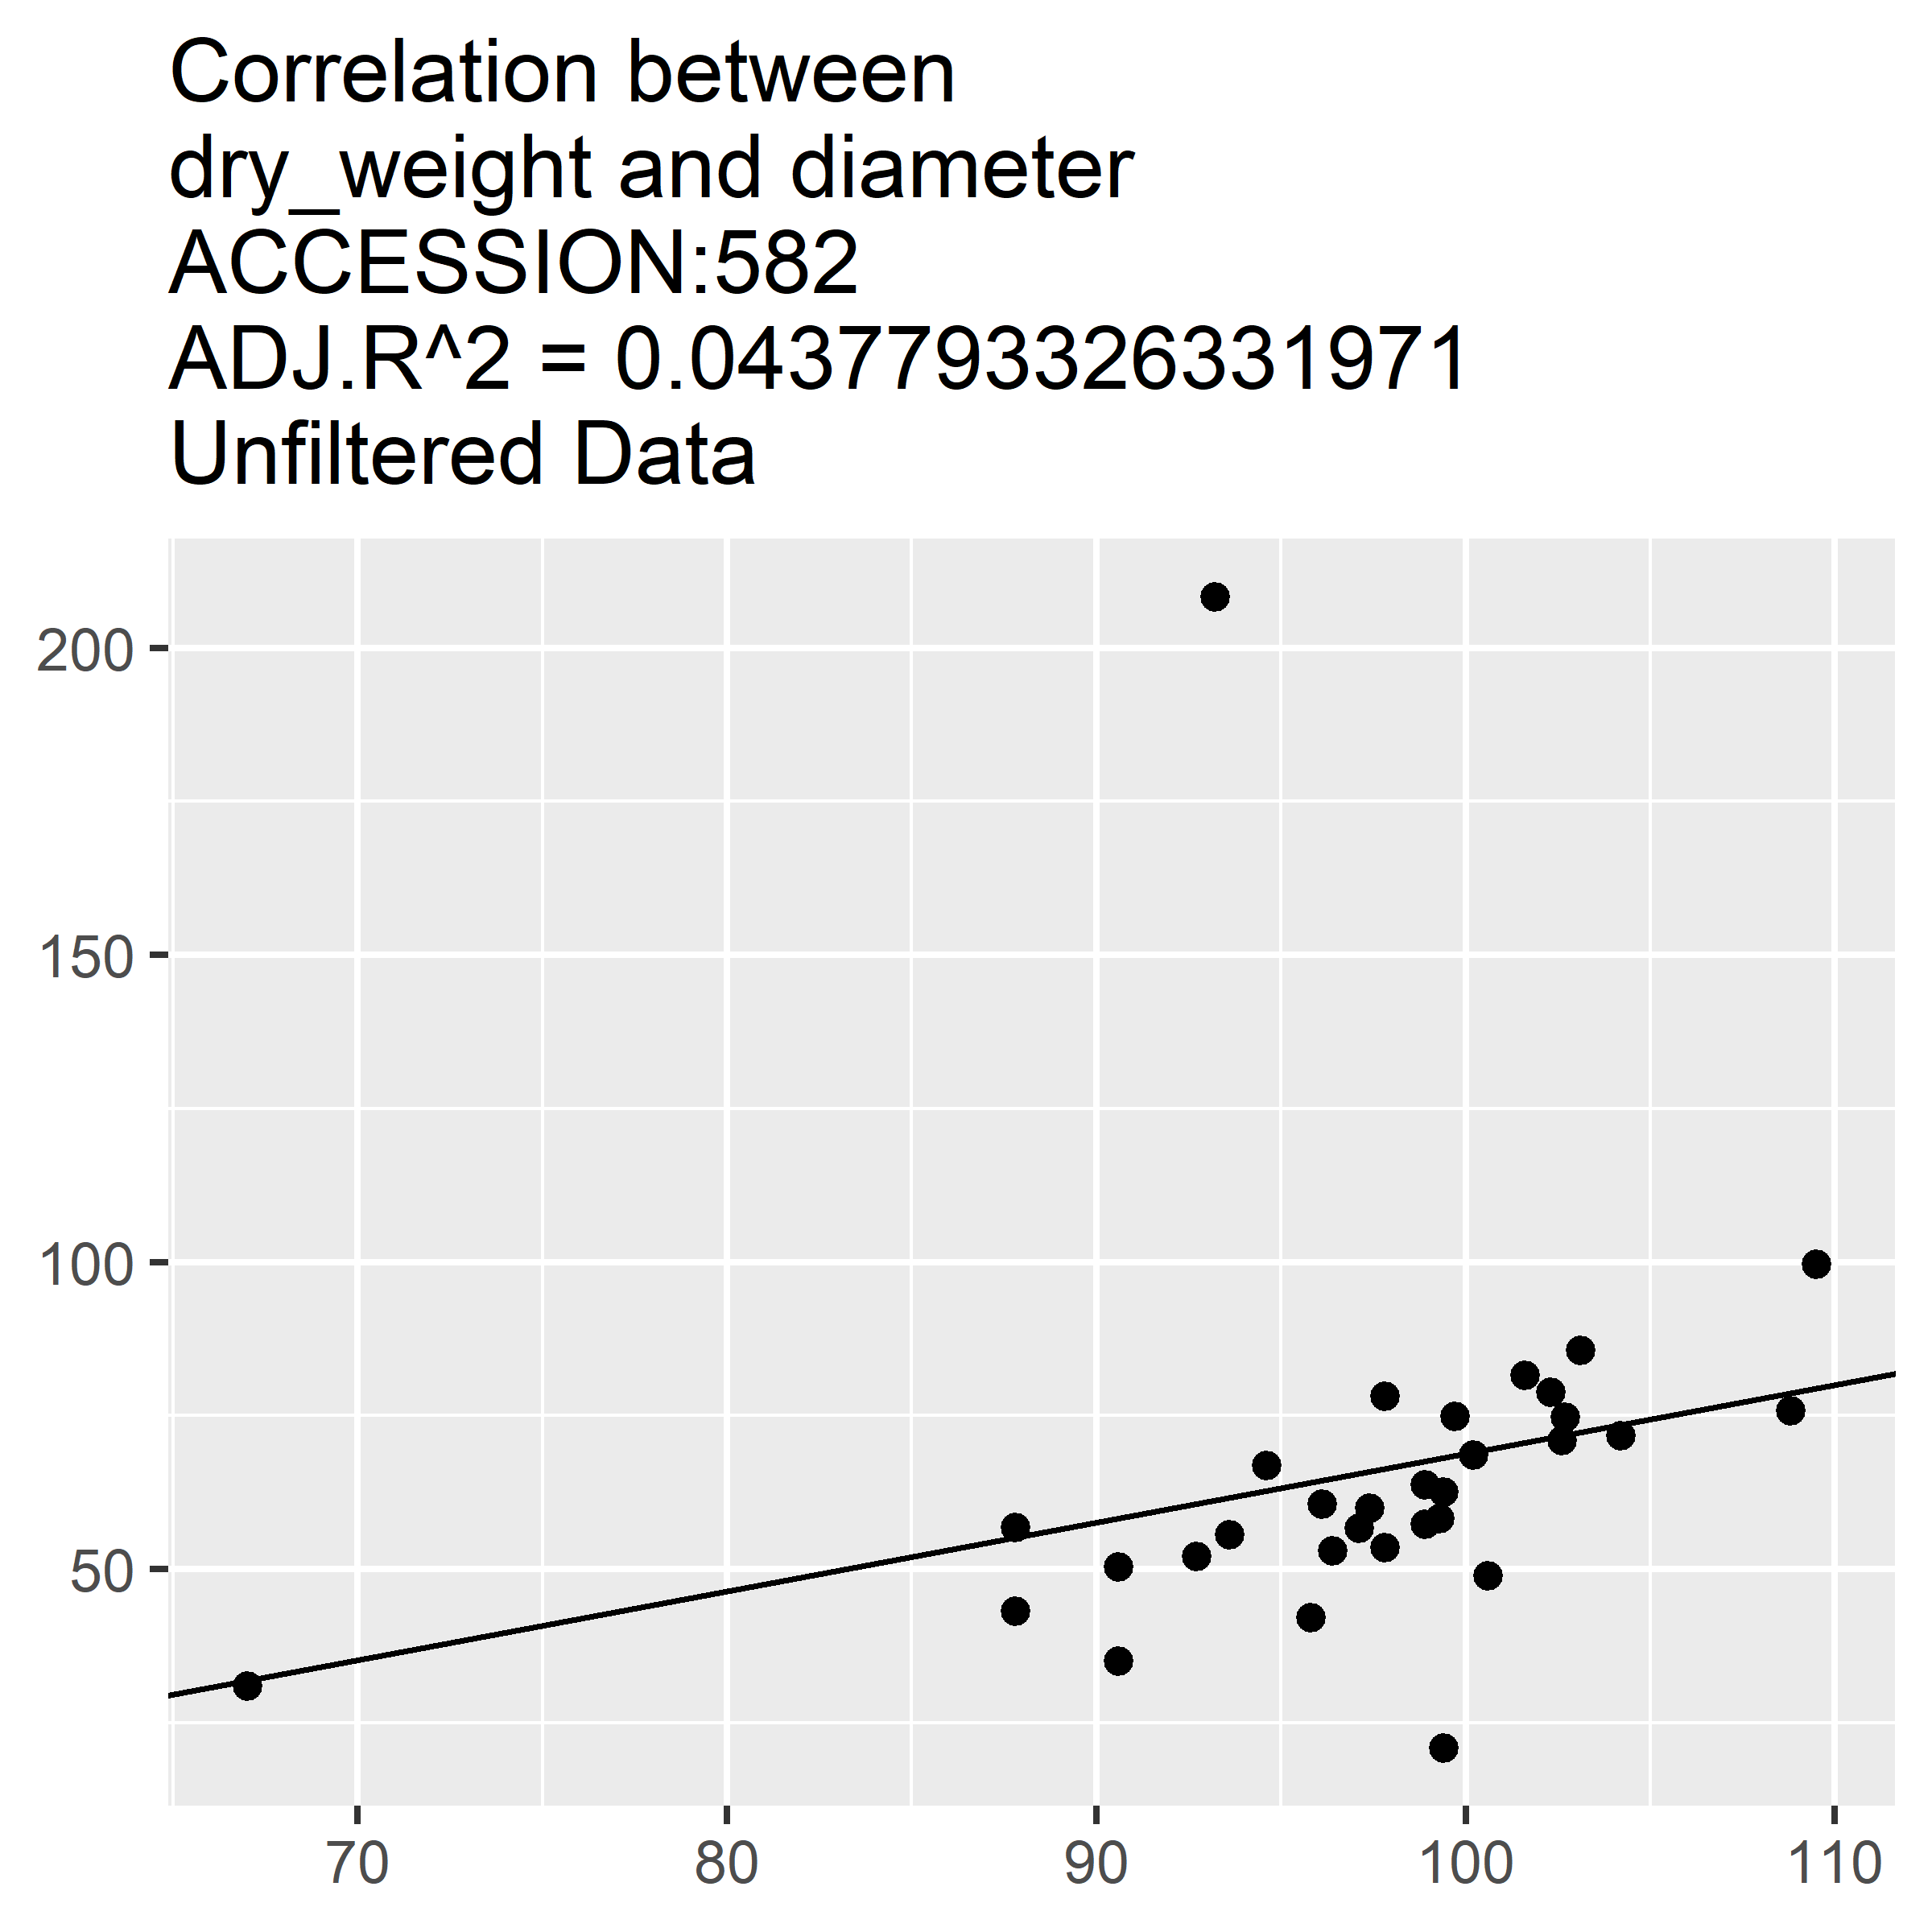 Correlation between
dry_weight and diameter
ACCESSION:582
ADJ.R^2 = 0.0437793326331971
Unfiltered Data
200
150
100
50
70 80 90 100 110